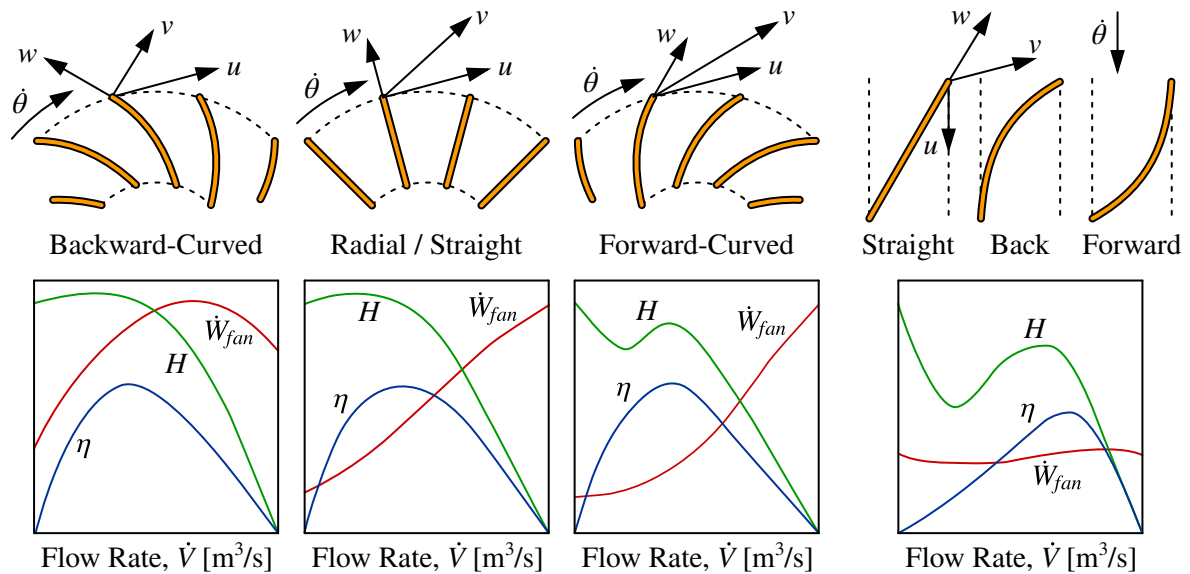 w v u θ̇
w v u θ̇
w v u θ̇
w v u θ̇
Backward-Curved
Radial / Straight
Forward-Curved
Straight Back Forward
H Ẇfan η
H Ẇfan η
H Ẇfan η
H η Ẇfan
Flow Rate, V̇ [m³/s]
Flow Rate, V̇ [m³/s]
Flow Rate, V̇ [m³/s]
Flow Rate, V̇ [m³/s]